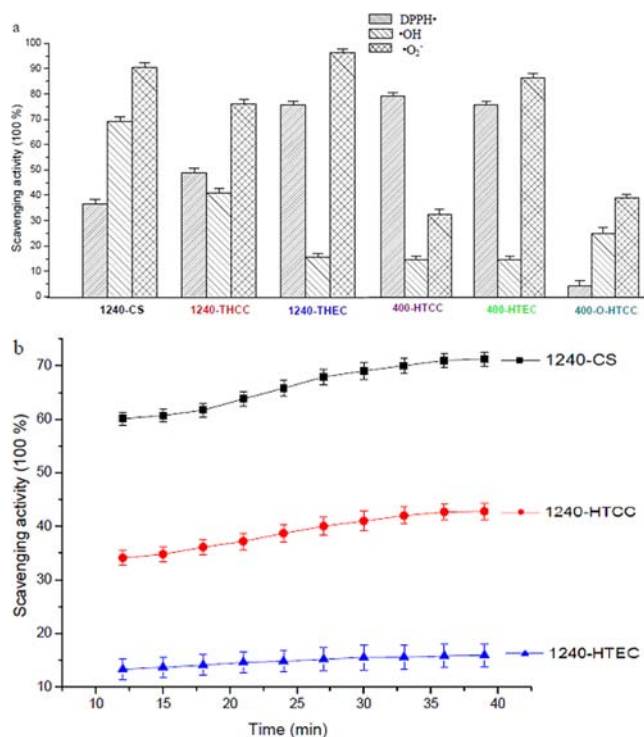 a
DPPH•
•OH
•O₂⁻
Scavenging activity (100 %)
100
90
80
70
60
50
40
30
20
10
0
1240-CS 1240-THCC 1240-THEC 400-HTCC 400-HTEC 400-O-HTCC
b
Scavenging activity (100 %)
70
60
50
40
30
20
10
1240-CS
1240-HTCC
1240-HTEC
10 15 20 25 30 35 40
Time (min)